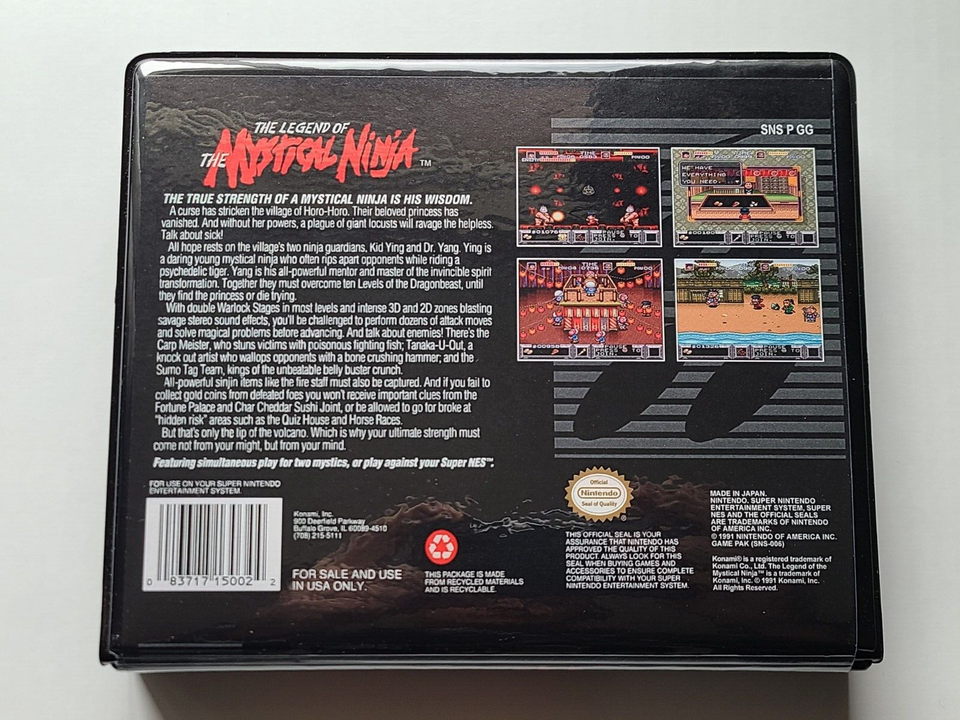 THE LEGEND OF
THE MYSTICAL NINJA™
THE TRUE STRENGTH OF A MYSTICAL NINJA IS HIS WISDOM.
A curse has stricken the village of Horo-Horo. Their beloved princess has
vanished. And without her powers, a plague of giant locusts will ravage the helpless.
Talk about sick!
All hope rests on the village's two ninja guardians, Kid Ying and Dr. Yang. Ying is
a daring young mystical ninja who often rips apart opponents while riding a
psychedelic tiger. Yang is his all-powerful mentor and master of the invincible spirit
transformation. Together they must overcome ten Levels of the Dragonbeast, until
they find the princess or die trying.
With double Warlock Stages in most levels and intense 3D and 2D zones blasting
savage stereo sound effects, you'll be challenged to perform dozens of attack moves
and solve magical problems before advancing. And talk about enemies! There's the
Carp Meister, who stuns victims with poisonous fighting fish; Tanaka-U-Out, a
knock out artist who wallops opponents with a bone crushing hammer; and the
Sumo Tag Team, kings of the unbeatable belly buster crunch.
All-powerful sinjin items like the fire staff must also be captured. And if you fail to
collect gold coins from defeated foes you won't receive important clues from the
Fortune Palace and Char Cheddar Sushi Joint, or be allowed to go for broke at
"hidden risk" areas such as the Quiz House and Horse Races.
But that's only the tip of the volcano. Which is why your ultimate strength must
come not from your might, but from your mind.
Featuring simultaneous play for two mystics, or play against your Super NES™.
SNS P GG
WE HAVE
EVERYTHING
YOU NEED.
FOR USE ON YOUR SUPER NINTENDO
ENTERTAINMENT SYSTEM.
0 83717 15002 2
Konami, Inc.
900 Deerfield Parkway
Buffalo Grove, IL 60089-4510
(708) 215-5111
FOR SALE AND USE
IN USA ONLY.
THIS PACKAGE IS MADE
FROM RECYCLED MATERIALS
AND IS RECYCLABLE.
Official
Nintendo
Seal of Quality
THIS OFFICIAL SEAL IS YOUR
ASSURANCE THAT NINTENDO HAS
APPROVED THE QUALITY OF THIS
PRODUCT. ALWAYS LOOK FOR THIS
SEAL WHEN BUYING GAMES AND
ACCESSORIES TO ENSURE COMPLETE
COMPATIBILITY WITH YOUR SUPER
NINTENDO ENTERTAINMENT SYSTEM.
MADE IN JAPAN.
NINTENDO, SUPER NINTENDO
ENTERTAINMENT SYSTEM, SUPER
NES AND THE OFFICIAL SEALS
ARE TRADEMARKS OF NINTENDO
OF AMERICA INC.
© 1991 NINTENDO OF AMERICA INC.
GAME PAK (SNS-006)
Konami® is a registered trademark of
Konami Co., Ltd. The Legend of the
Mystical Ninja™ is a trademark of
Konami, Inc. © 1991 Konami, Inc.
All Rights Reserved.